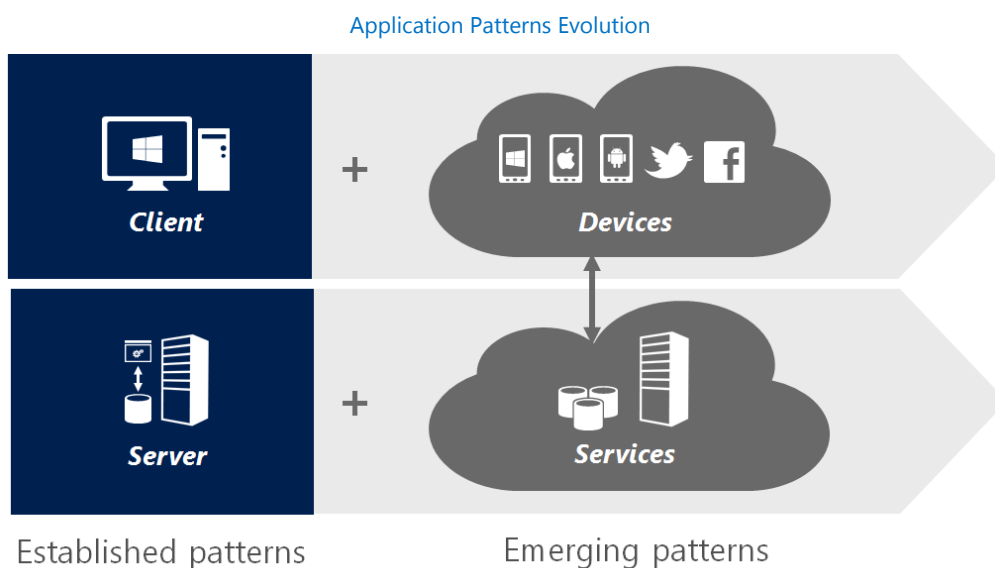 Application Patterns Evolution
Client
+
Devices
Server
+
Services
Established patterns
Emerging patterns